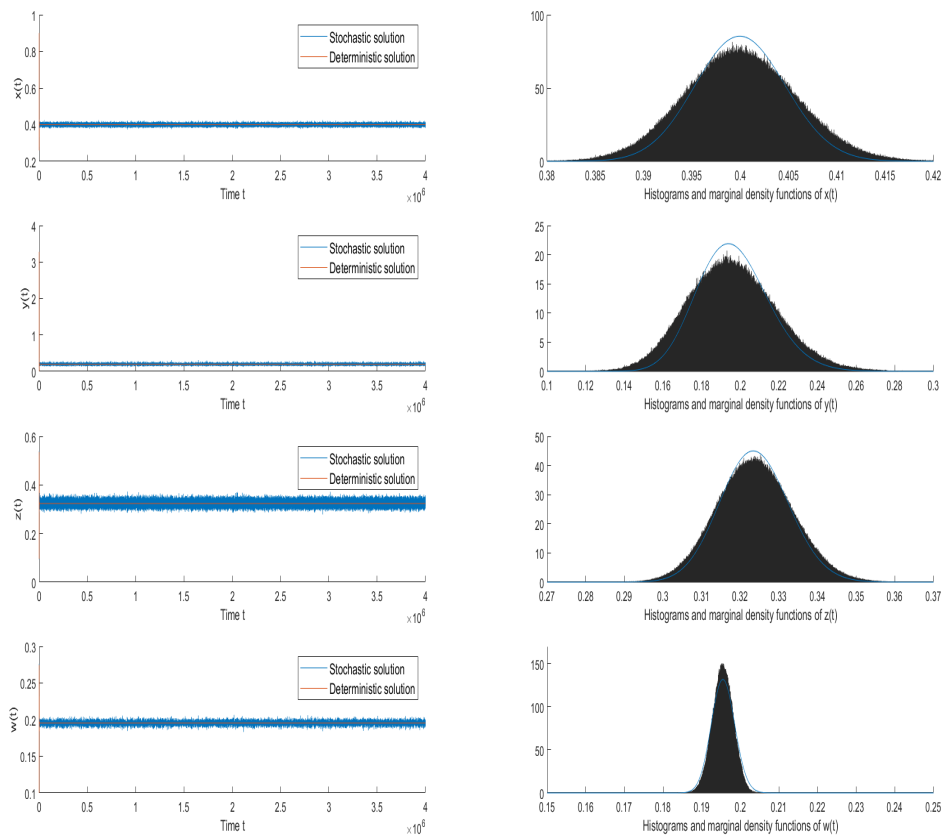 1
0.8
0.6
0.4
0.2
x(t)
Stochastic solution
Deterministic solution
0 0.5 1 1.5 2 2.5 3 3.5 4
Time t
×10^6
100
50
0
0.38 0.385 0.39 0.395 0.4 0.405 0.41 0.415 0.42
Histograms and marginal density functions of x(t)
4
3
2
1
0
y(t)
Stochastic solution
Deterministic solution
0 0.5 1 1.5 2 2.5 3 3.5 4
Time t
×10^6
25
20
15
10
5
0
0.1 0.12 0.14 0.16 0.18 0.2 0.22 0.24 0.26 0.28 0.3
Histograms and marginal density functions of y(t)
0.6
0.4
0.2
0
z(t)
Stochastic solution
Deterministic solution
0 0.5 1 1.5 2 2.5 3 3.5 4
Time t
×10^6
50
40
30
20
10
0
0.27 0.28 0.29 0.3 0.31 0.32 0.33 0.34 0.35 0.36 0.37
Histograms and marginal density functions of z(t)
0.3
0.25
0.2
0.15
0.1
w(t)
Stochastic solution
Deterministic solution
0 0.5 1 1.5 2 2.5 3 3.5 4
Time t
×10^6
150
100
50
0
0.15 0.16 0.17 0.18 0.19 0.2 0.21 0.22 0.23 0.24 0.25
Histograms and marginal density functions of w(t)